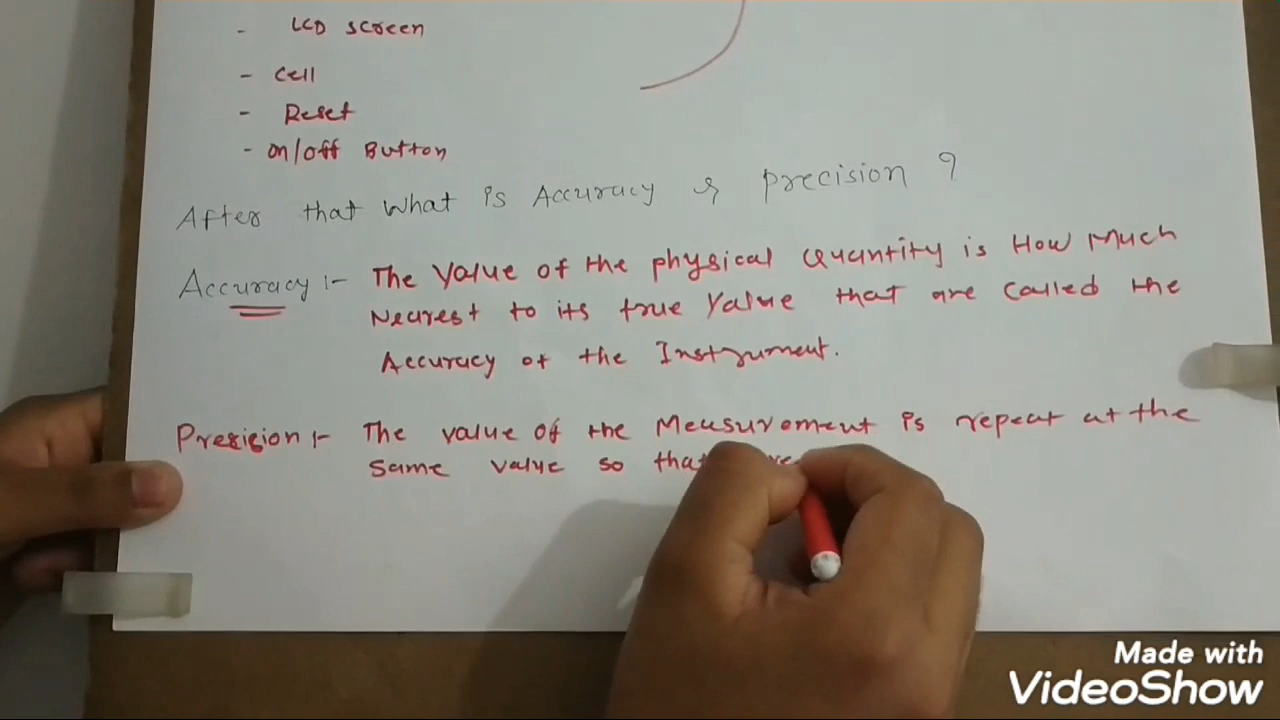 - LCD screen
- Cell
- Reset
- on/off Button
After that what is Accuracy & precision ?
Accuracy :- The Value of the physical Quantity is How Much
Nearest to its true Value that are called the
Accuracy of the Instrument.
Precision :- The value of the Measurement is repeat at the
same value so that
Made with
VideoShow